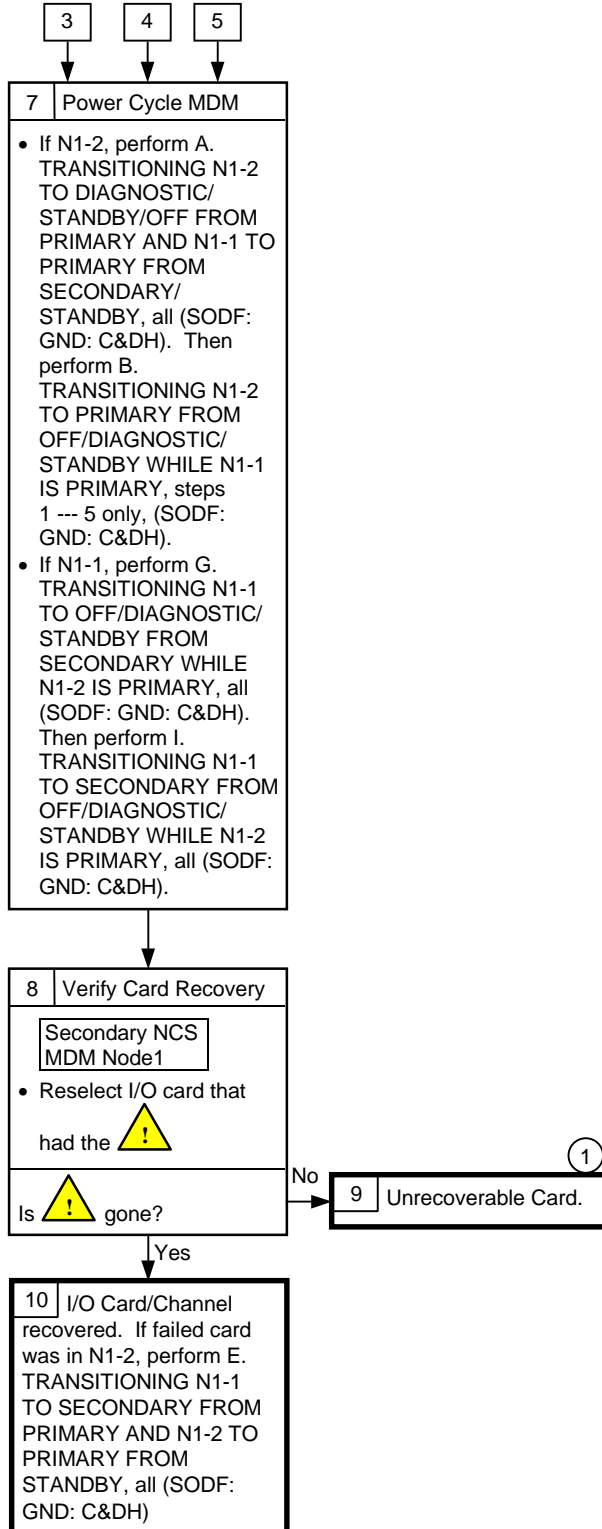 3 4 5
7 Power Cycle MDM
• If N1-2, perform A.
TRANSITIONING N1-2
TO DIAGNOSTIC/
STANDBY/OFF FROM
PRIMARY AND N1-1 TO
PRIMARY FROM
SECONDARY/
STANDBY, all (SODF:
GND: C&DH). Then
perform B.
TRANSITIONING N1-2
TO PRIMARY FROM
OFF/DIAGNOSTIC/
STANDBY WHILE N1-1
IS PRIMARY, steps
1 --- 5 only, (SODF:
GND: C&DH).
• If N1-1, perform G.
TRANSITIONING N1-1
TO OFF/DIAGNOSTIC/
STANDBY FROM
SECONDARY WHILE
N1-2 IS PRIMARY, all
(SODF: GND: C&DH).
Then perform I.
TRANSITIONING N1-1
TO SECONDARY FROM
OFF/DIAGNOSTIC/
STANDBY WHILE N1-2
IS PRIMARY, all (SODF:
GND: C&DH).
8 Verify Card Recovery
Secondary NCS
MDM Node1
• Reselect I/O card that
had the !
Is ! gone?
No
1
9 Unrecoverable Card.
Yes
10 I/O Card/Channel
recovered. If failed card
was in N1-2, perform E.
TRANSITIONING N1-1
TO SECONDARY FROM
PRIMARY AND N1-2 TO
PRIMARY FROM
STANDBY, all (SODF:
GND: C&DH)